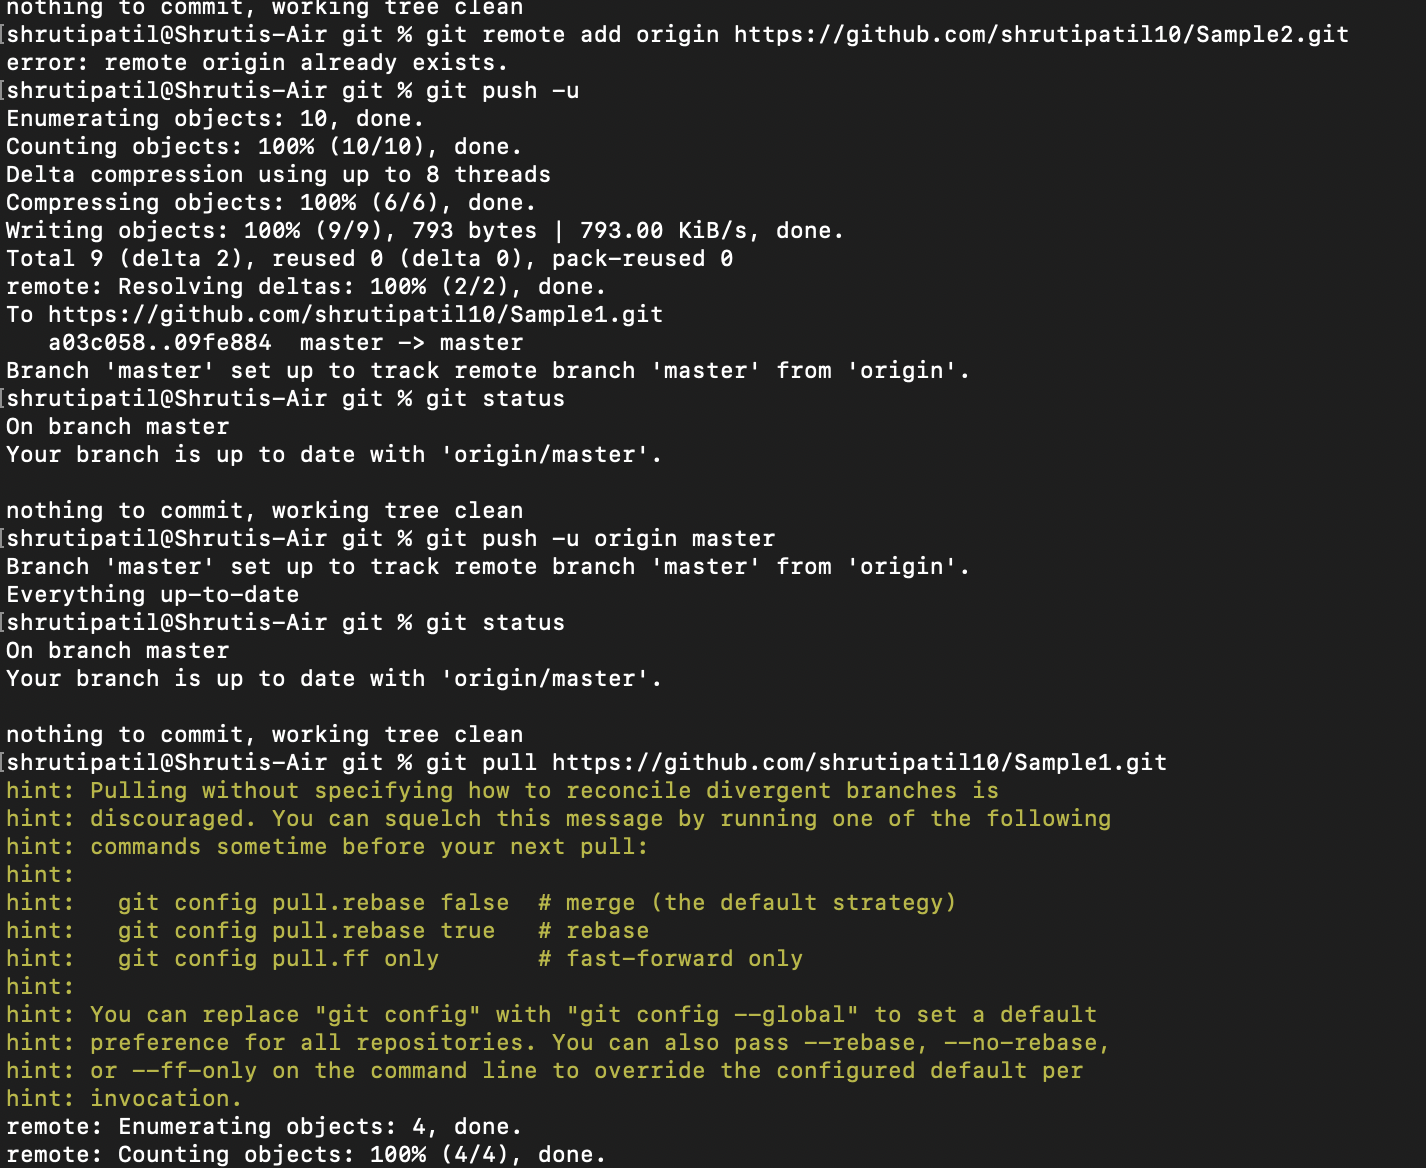 nothing to commit, working tree clean
[shrutipatil@Shrutis-Air git % git remote add origin https://github.com/shrutipatil10/Sample2.git
error: remote origin already exists.
[shrutipatil@Shrutis-Air git % git push -u
Enumerating objects: 10, done.
Counting objects: 100% (10/10), done.
Delta compression using up to 8 threads
Compressing objects: 100% (6/6), done.
Writing objects: 100% (9/9), 793 bytes | 793.00 KiB/s, done.
Total 9 (delta 2), reused 0 (delta 0), pack-reused 0
remote: Resolving deltas: 100% (2/2), done.
To https://github.com/shrutipatil10/Sample1.git
   a03c058..09fe884  master -> master
Branch 'master' set up to track remote branch 'master' from 'origin'.
[shrutipatil@Shrutis-Air git % git status
On branch master
Your branch is up to date with 'origin/master'.

nothing to commit, working tree clean
[shrutipatil@Shrutis-Air git % git push -u origin master
Branch 'master' set up to track remote branch 'master' from 'origin'.
Everything up-to-date
[shrutipatil@Shrutis-Air git % git status
On branch master
Your branch is up to date with 'origin/master'.

nothing to commit, working tree clean
[shrutipatil@Shrutis-Air git % git pull https://github.com/shrutipatil10/Sample1.git
hint: Pulling without specifying how to reconcile divergent branches is
hint: discouraged. You can squelch this message by running one of the following
hint: commands sometime before your next pull:
hint:
hint:   git config pull.rebase false  # merge (the default strategy)
hint:   git config pull.rebase true   # rebase
hint:   git config pull.ff only       # fast-forward only
hint:
hint: You can replace "git config" with "git config --global" to set a default
hint: preference for all repositories. You can also pass --rebase, --no-rebase,
hint: or --ff-only on the command line to override the configured default per
hint: invocation.
remote: Enumerating objects: 4, done.
remote: Counting objects: 100% (4/4), done.